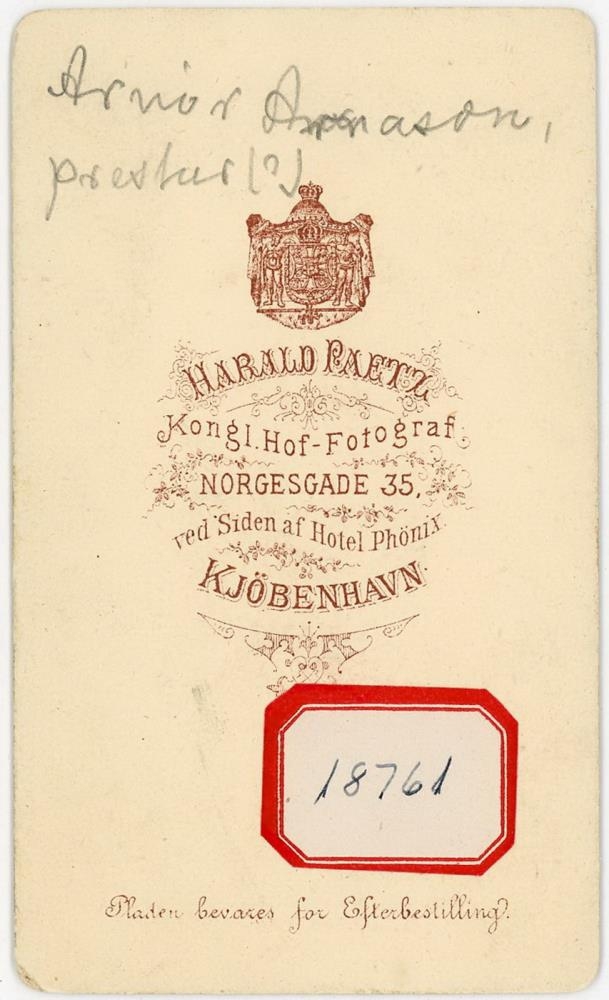 Arnór Arnason,
prestur (?)
HARALD PAETZ
Kongl. Hof-Fotograf
NORGESGADE 35,
ved Siden af Hotel Phönix.
KJÖBENHAVN.
18761
Pladen bevares for Efterbestilling.